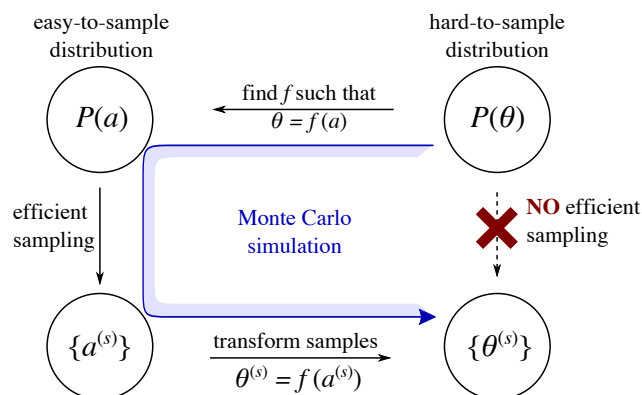 easy-to-sample
distribution
hard-to-sample
distribution
P(a)
find f such that
θ = f(a)
P(θ)
efficient
sampling
Monte Carlo
simulation
NO efficient
sampling
{a⁽ˢ⁾}
transform samples
θ⁽ˢ⁾ = f(a⁽ˢ⁾)
{θ⁽ˢ⁾}